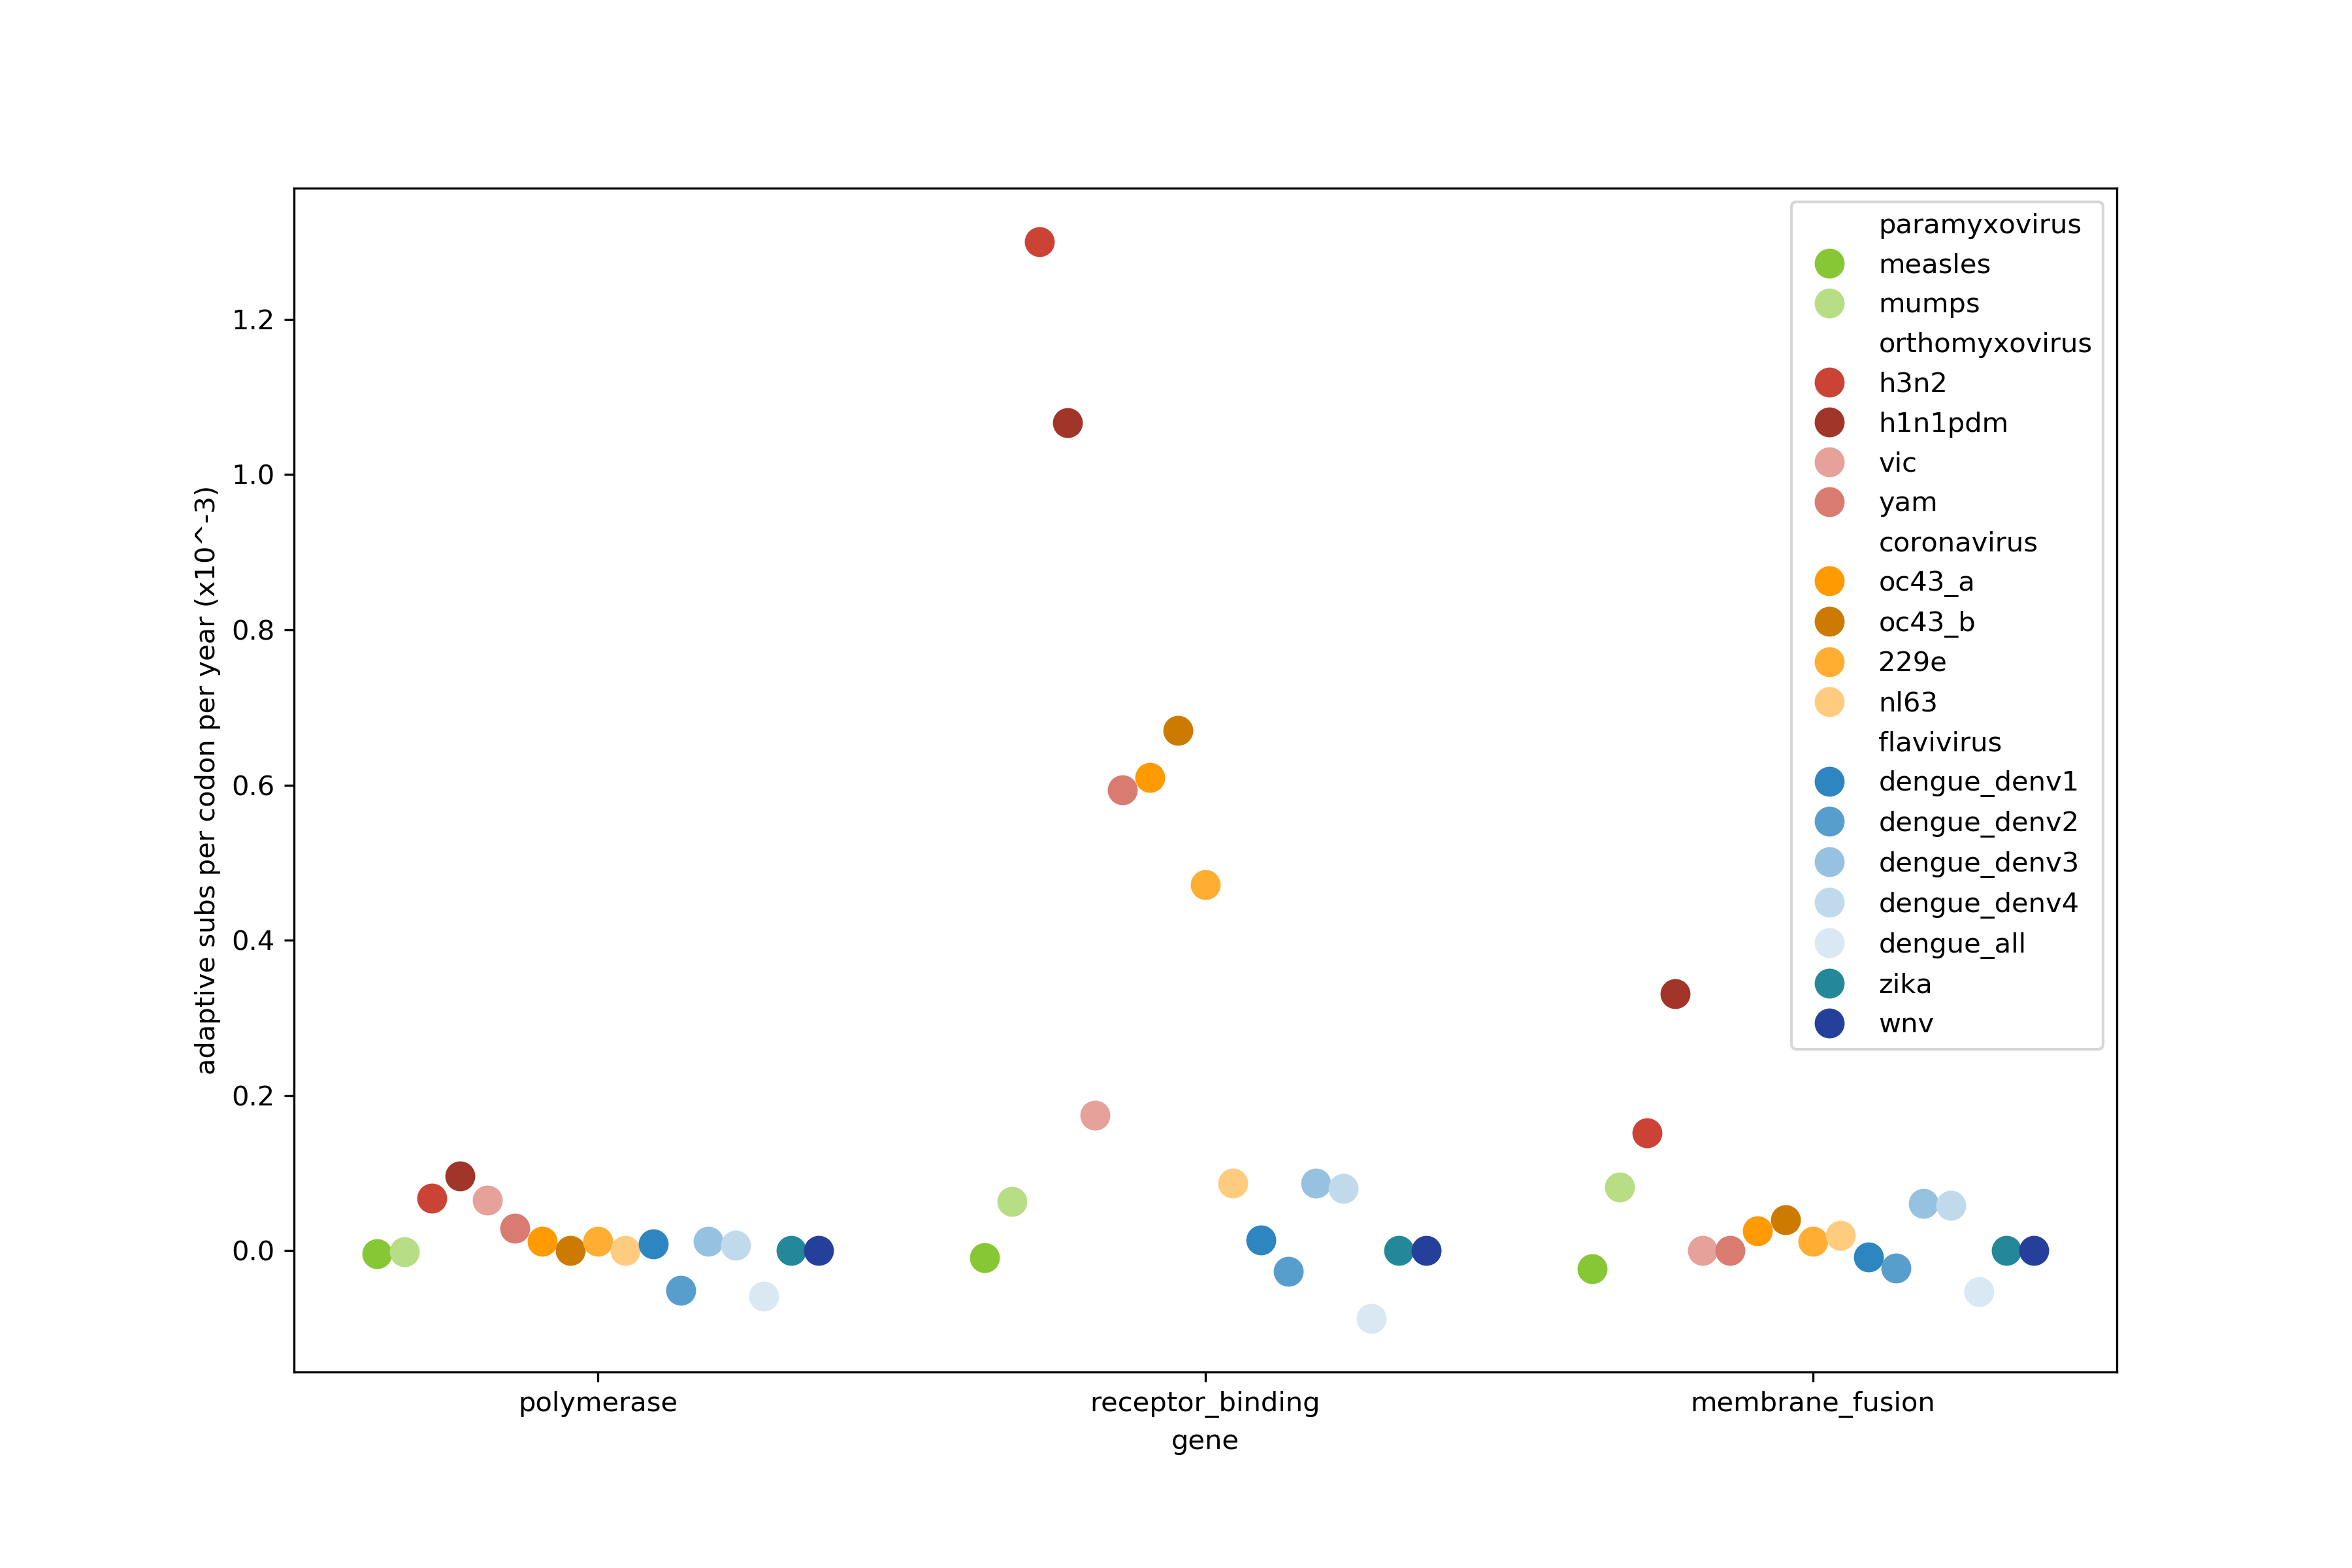 adaptive subs per codon per year (x10^-3)
1.2
1.0
0.8
0.6
0.4
0.2
0.0
polymerase
receptor_binding
membrane_fusion
gene
paramyxovirus
measles
mumps
orthomyxovirus
h3n2
h1n1pdm
vic
yam
coronavirus
oc43_a
oc43_b
229e
nl63
flavivirus
dengue_denv1
dengue_denv2
dengue_denv3
dengue_denv4
dengue_all
zika
wnv